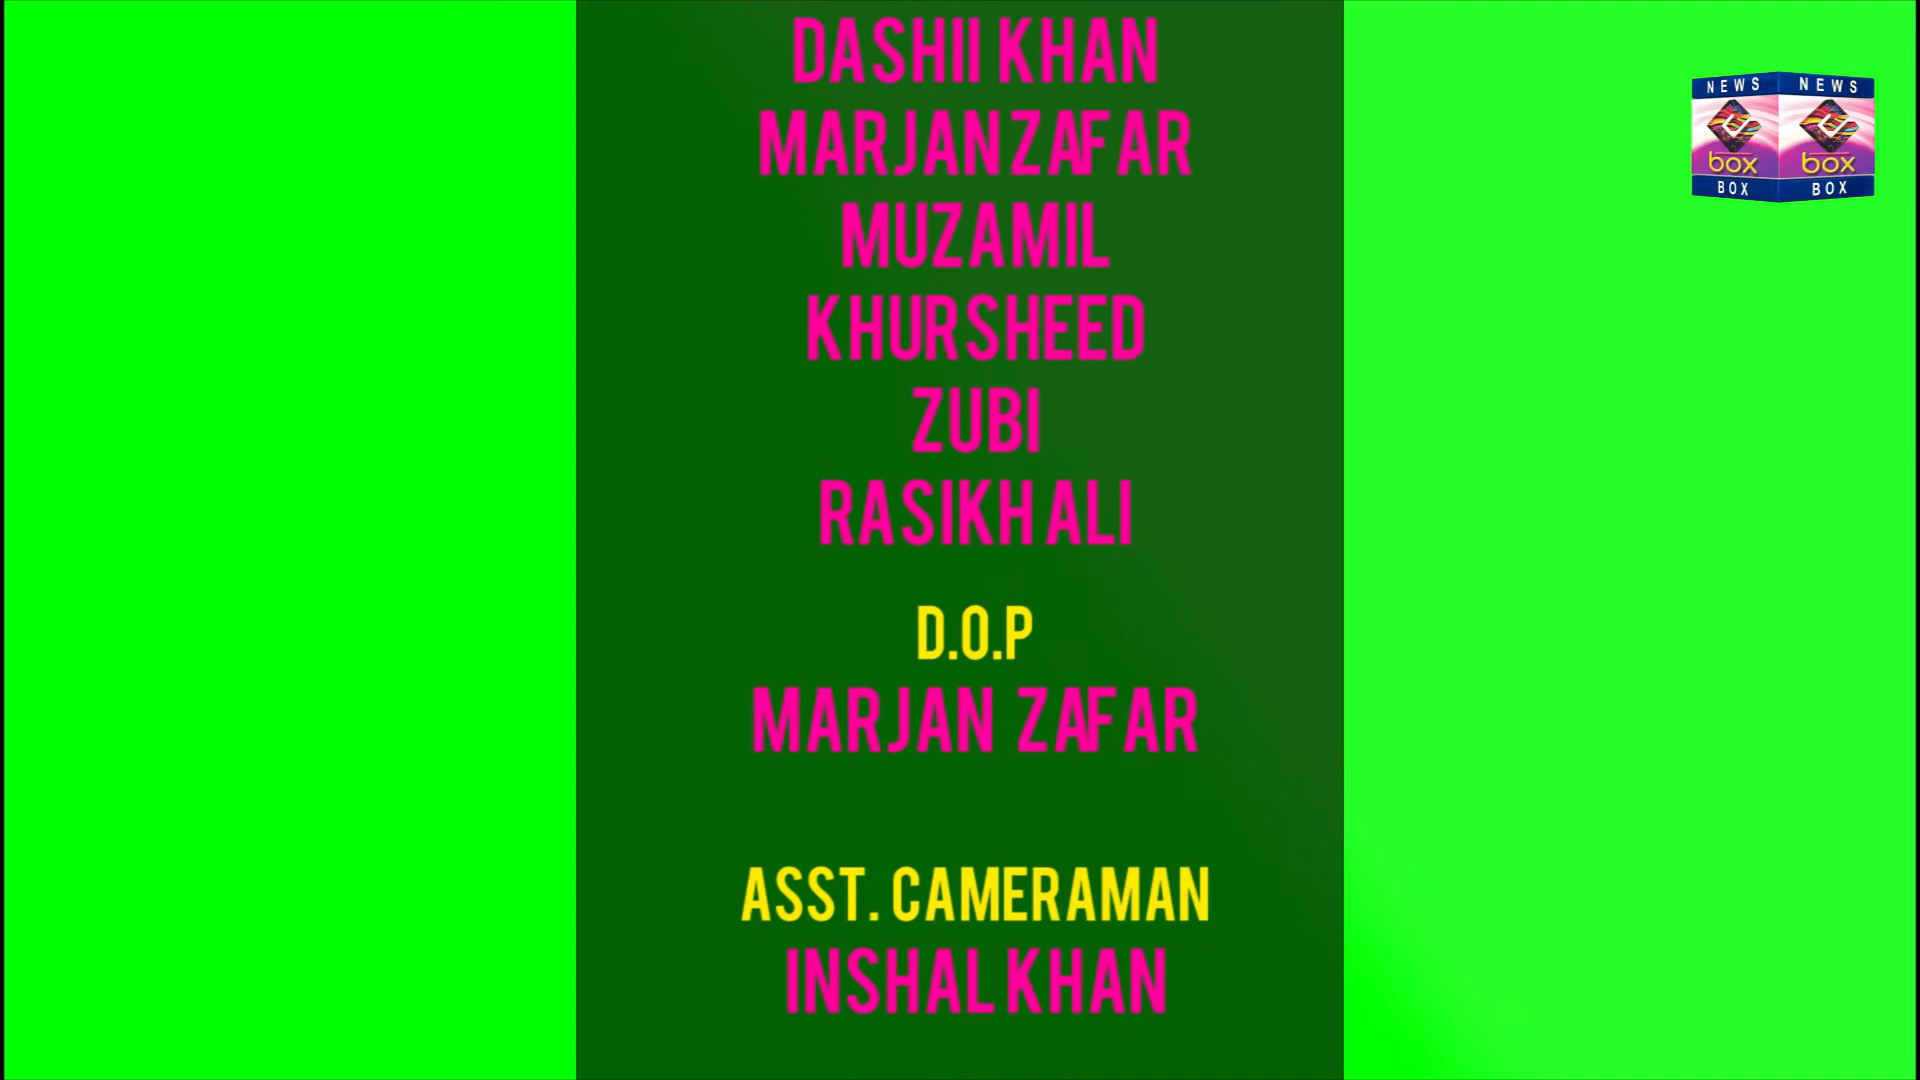 DASHII KHAN
MARJAN ZAFAR
MUZAMIL
KHURSHEED
ZUBI
RASIKH ALI
D.O.P
MARJAN ZAFAR
ASST. CAMERAMAN
INSHAL KHAN
NEWS NEWS
box box
BOX BOX